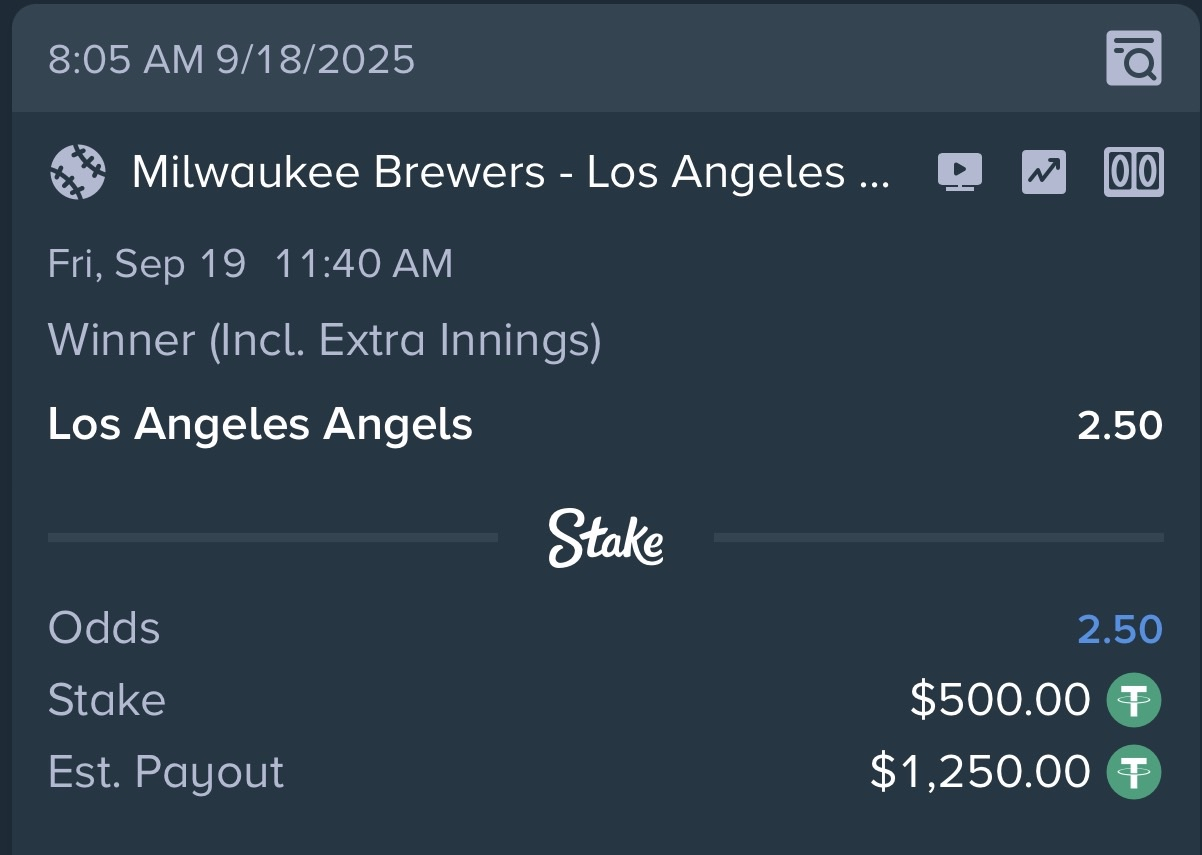 8:05 AM 9/18/2025
Milwaukee Brewers - Los Angeles ...
Fri, Sep 19 11:40 AM
Winner (Incl. Extra Innings)
Los Angeles Angels 2.50
Stake
Odds 2.50
Stake $500.00
Est. Payout $1,250.00